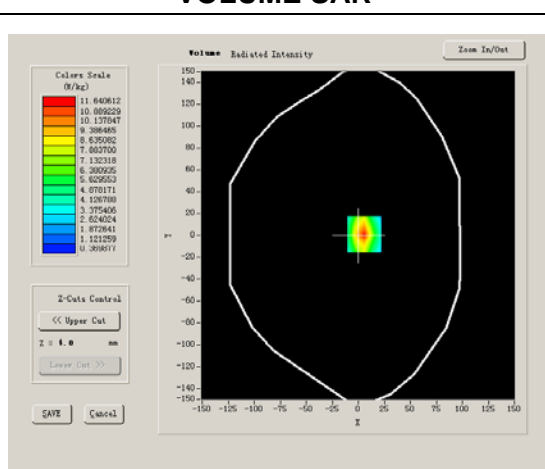 VOLUME SAR
Volume Radiated Intensity
Zoom In/Out
Colors Scale
(W/kg)
11.640612
10.889229
10.137847
9.386465
8.635082
7.883700
7.132318
6.380935
5.629553
4.878171
4.126788
3.375406
2.624024
1.872641
1.121259
0.369877
Z-Cuts Control
<< Upper Cut
Z = 4.0 mm
Lower Cut >>
SAVE
Cancel
150
140
120
100
80
60
40
20
0
-20
-40
-60
-80
-100
-120
-140
-150
Y
-150 -125 -100 -75 -50 -25 0 25 50 75 100 125 150
X